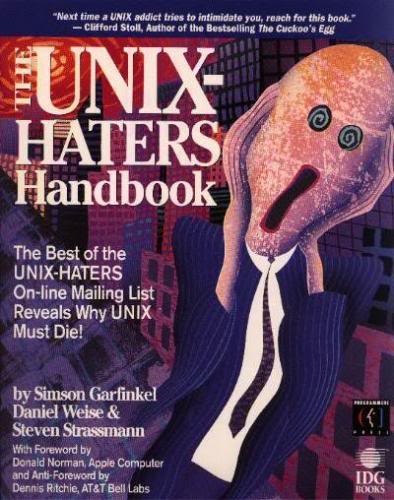 "Next time a UNIX addict tries to intimidate you, reach for this book."
— Clifford Stoll, Author of the Bestselling The Cuckoo's Egg
THE
UNIX-
HATERS
Handbook
The Best of the
UNIX-HATERS
On-line Mailing List
Reveals Why UNIX
Must Die!
by Simson Garfinkel
Daniel Weise &
Steven Strassmann
With Foreword by
Donald Norman, Apple Computer
and Anti-Foreword by
Dennis Ritchie, AT&T Bell Labs
PROGRAMMERS
PRESS
IDG
BOOKS